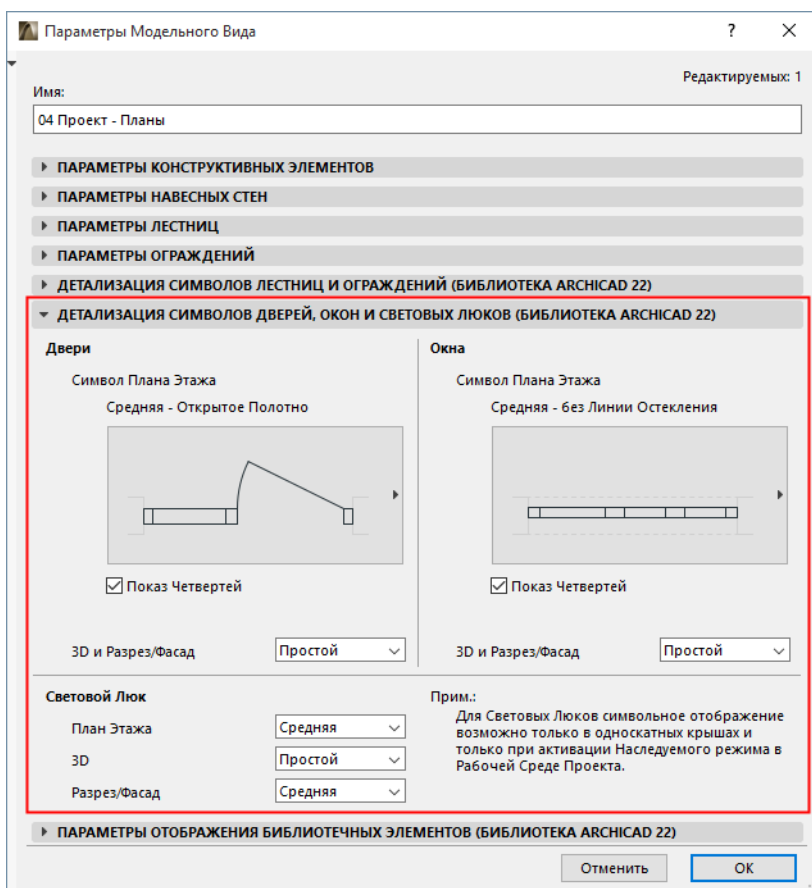 Параметры Модельного Вида
?
Редактируемых: 1
Имя:
04 Проект - Планы
ПАРАМЕТРЫ КОНСТРУКТИВНЫХ ЭЛЕМЕНТОВ
ПАРАМЕТРЫ НАВЕСНЫХ СТЕН
ПАРАМЕТРЫ ЛЕСТНИЦ
ПАРАМЕТРЫ ОГРАЖДЕНИЙ
ДЕТАЛИЗАЦИЯ СИМВОЛОВ ЛЕСТНИЦ И ОГРАЖДЕНИЙ (БИБЛИОТЕКА ARCHICAD 22)
ДЕТАЛИЗАЦИЯ СИМВОЛОВ ДВЕРЕЙ, ОКОН И СВЕТОВЫХ ЛЮКОВ (БИБЛИОТЕКА ARCHICAD 22)
Двери
Символ Плана Этажа
Средняя - Открытое Полотно
Показ Четвертей
3D и Разрез/Фасад Простой
Окна
Символ Плана Этажа
Средняя - без Линии Остекления
Показ Четвертей
3D и Разрез/Фасад Простой
Световой Люк
План Этажа Средняя
3D Простой
Разрез/Фасад Средняя
Прим.:
Для Световых Люков символьное отображение
возможно только в односкатных крышах и
только при активации Наследуемого режима в
Рабочей Среде Проекта.
ПАРАМЕТРЫ ОТОБРАЖЕНИЯ БИБЛИОТЕЧНЫХ ЭЛЕМЕНТОВ (БИБЛИОТЕКА ARCHICAD 22)
Отменить OK